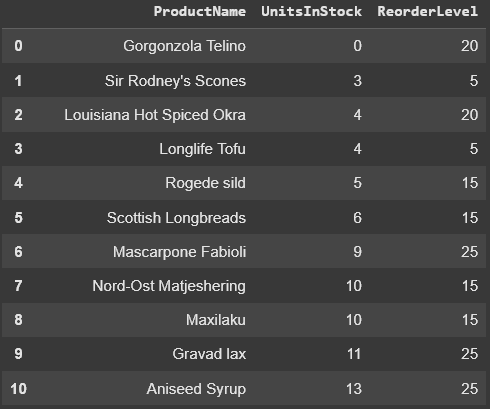 ProductName UnitsInStock ReorderLevel
0 Gorgonzola Telino 0 20
1 Sir Rodney's Scones 3 5
2 Louisiana Hot Spiced Okra 4 20
3 Longlife Tofu 4 5
4 Rogede sild 5 15
5 Scottish Longbreads 6 15
6 Mascarpone Fabioli 9 25
7 Nord-Ost Matjeshering 10 15
8 Maxilaku 10 15
9 Gravad lax 11 25
10 Aniseed Syrup 13 25